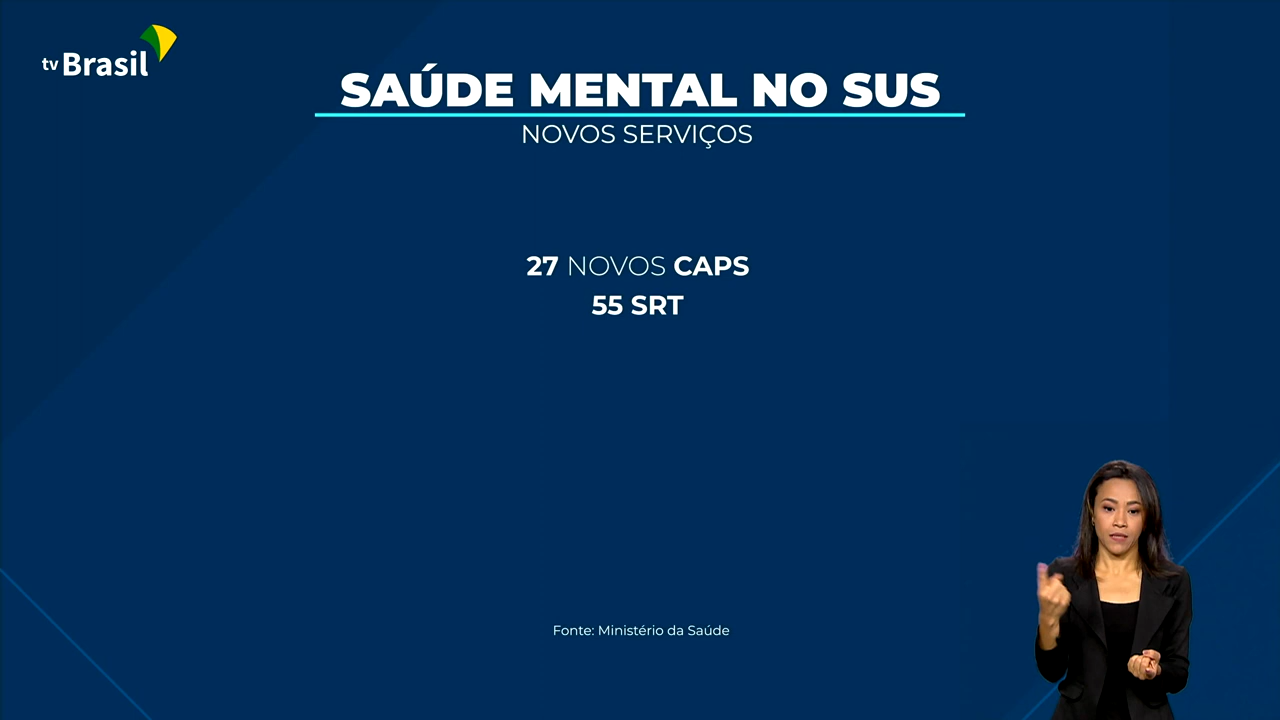 tv Brasil
SAÚDE MENTAL NO SUS
NOVOS SERVIÇOS
27 NOVOS CAPS
55 SRT
Fonte: Ministério da Saúde